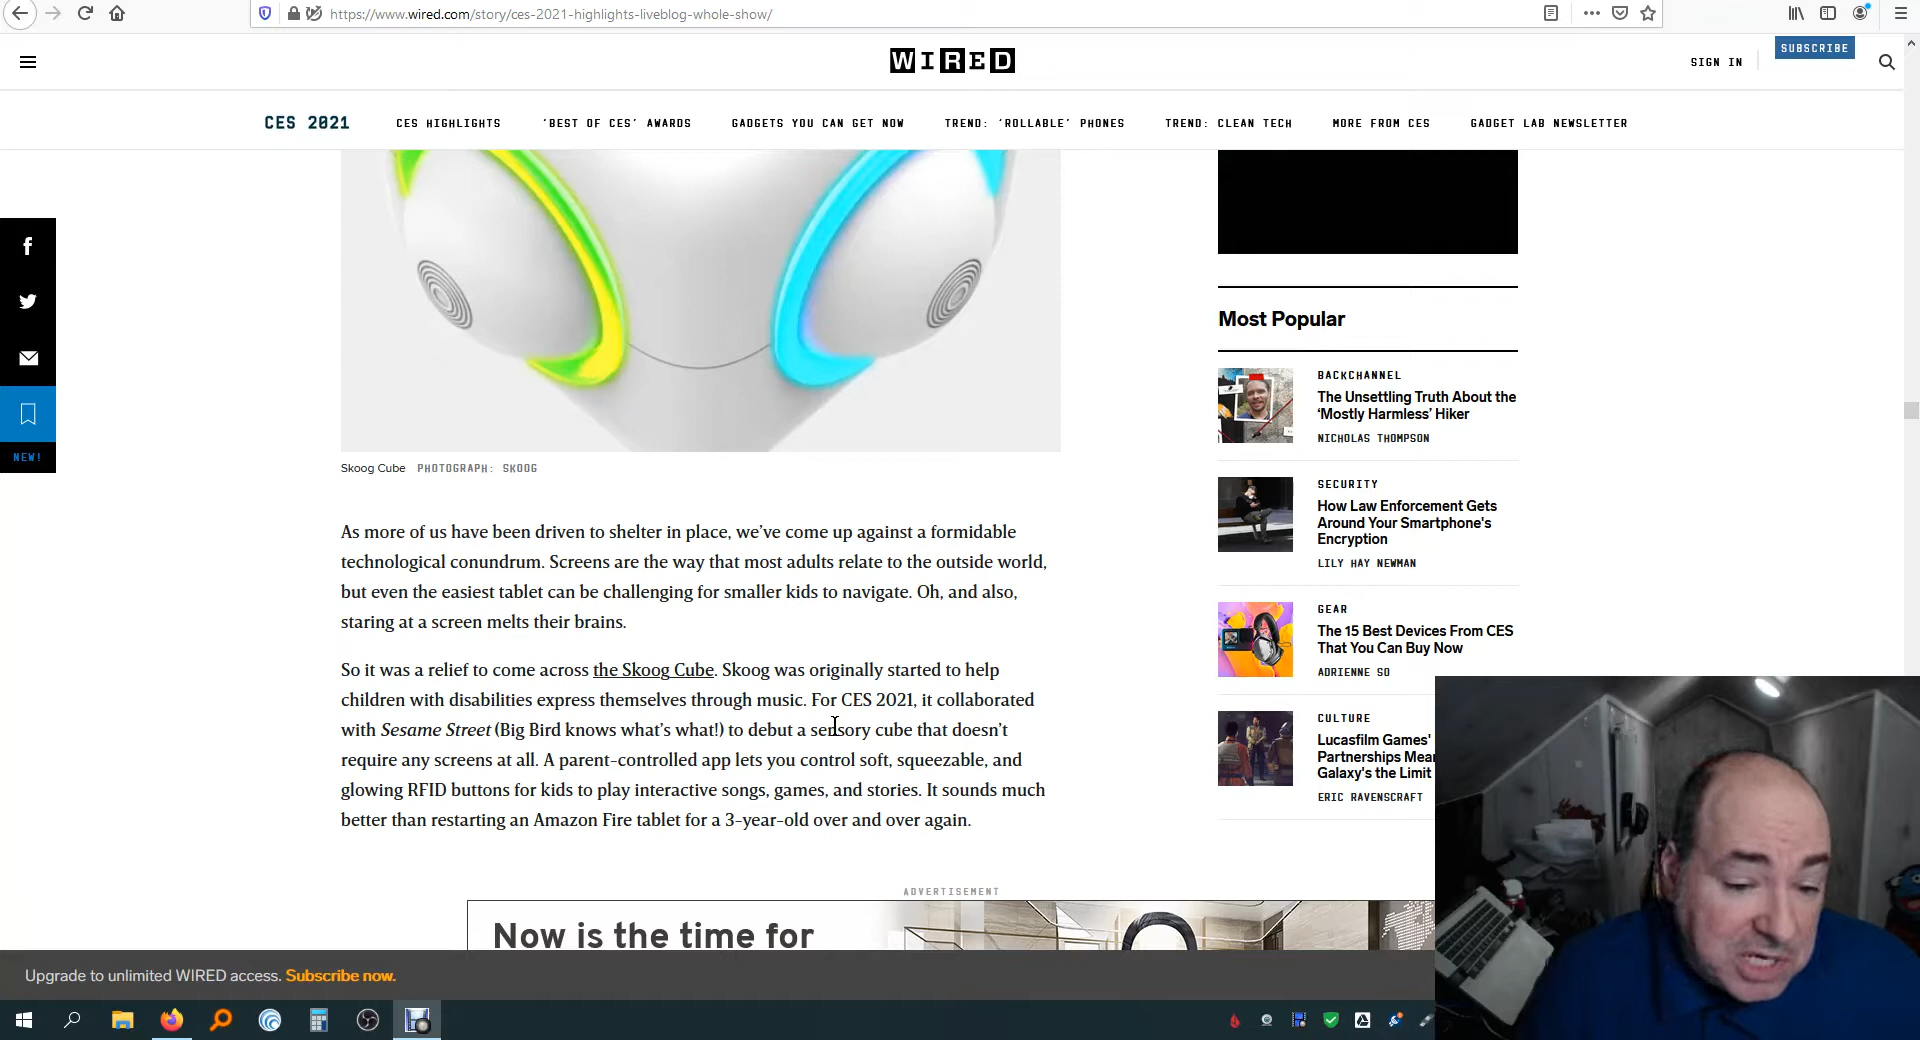 https://www.wired.com/story/ces-2021-highlights-liveblog-whole-show/
WIRED
SIGN IN
SUBSCRIBE
CES 2021
CES HIGHLIGHTS
'BEST OF CES' AWARDS
GADGETS YOU CAN GET NOW
TREND: 'ROLLABLE' PHONES
TREND: CLEAN TECH
MORE FROM CES
GADGET LAB NEWSLETTER
NEW!
Skoog Cube PHOTOGRAPH: SKOOG
As more of us have been driven to shelter in place, we've come up against a formidable
technological conundrum. Screens are the way that most adults relate to the outside world,
but even the easiest tablet can be challenging for smaller kids to navigate. Oh, and also,
staring at a screen melts their brains.
So it was a relief to come across the Skoog Cube. Skoog was originally started to help
children with disabilities express themselves through music. For CES 2021, it collaborated
with Sesame Street (Big Bird knows what's what!) to debut a sensory cube that doesn't
require any screens at all. A parent-controlled app lets you control soft, squeezable, and
glowing RFID buttons for kids to play interactive songs, games, and stories. It sounds much
better than restarting an Amazon Fire tablet for a 3-year-old over and over again.
Most Popular
BACKCHANNEL
The Unsettling Truth About the
'Mostly Harmless' Hiker
NICHOLAS THOMPSON
SECURITY
How Law Enforcement Gets
Around Your Smartphone's
Encryption
LILY HAY NEWMAN
GEAR
The 15 Best Devices From CES
That You Can Buy Now
ADRIENNE SO
CULTURE
Lucasfilm Games'
Partnerships Mea
Galaxy's the Limit
ERIC RAVENSCRAFT
ADVERTISEMENT
Now is the time for
Upgrade to unlimited WIRED access. Subscribe now.